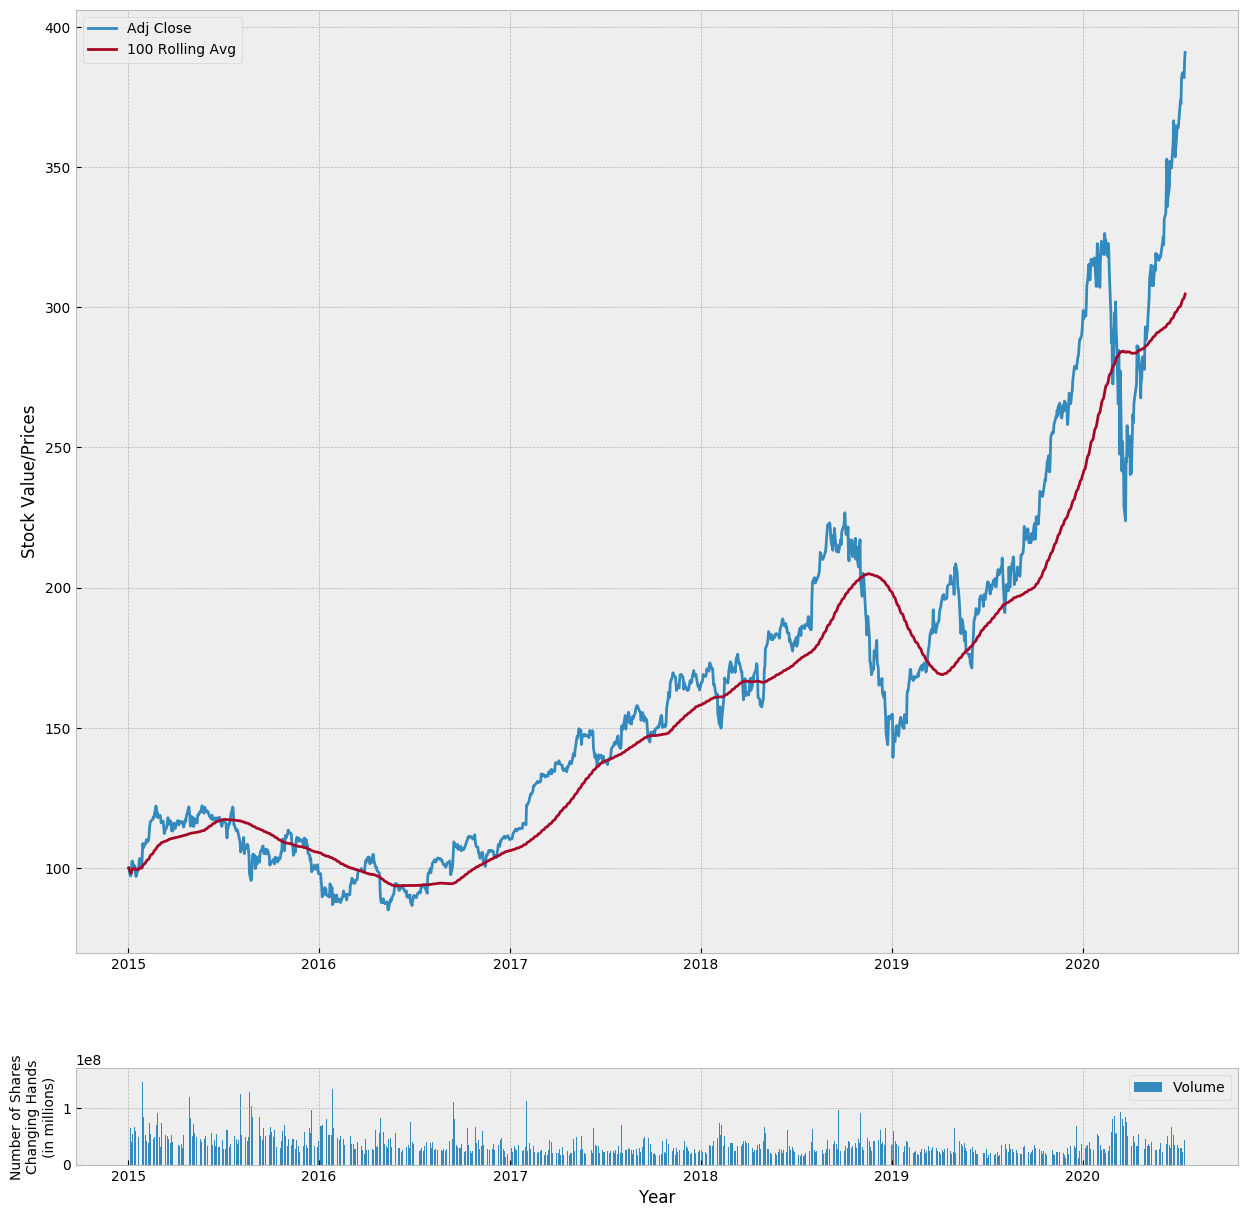 Adj Close
100 Rolling Avg
400
350
300
250
200
150
100
Stock Value/Prices
2015 2016 2017 2018 2019 2020
1e8
Volume
1
0
Number of Shares
Changing Hands
(in millions)
2015 2016 2017 2018 2019 2020
Year